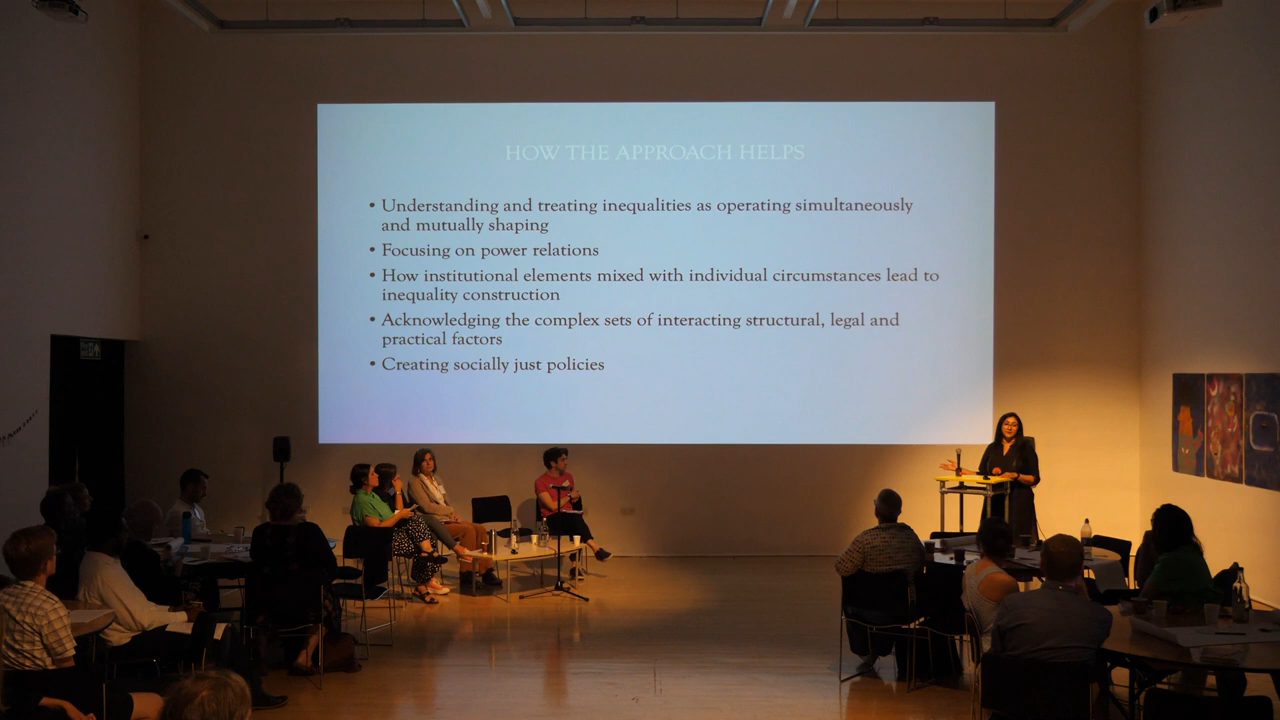 HOW THE APPROACH HELPS
• Understanding and treating inequalities as operating simultaneously
and mutually shaping
• Focusing on power relations
• How institutional elements mixed with individual circumstances lead to
inequality construction
• Acknowledging the complex sets of interacting structural, legal and
practical factors
• Creating socially just policies